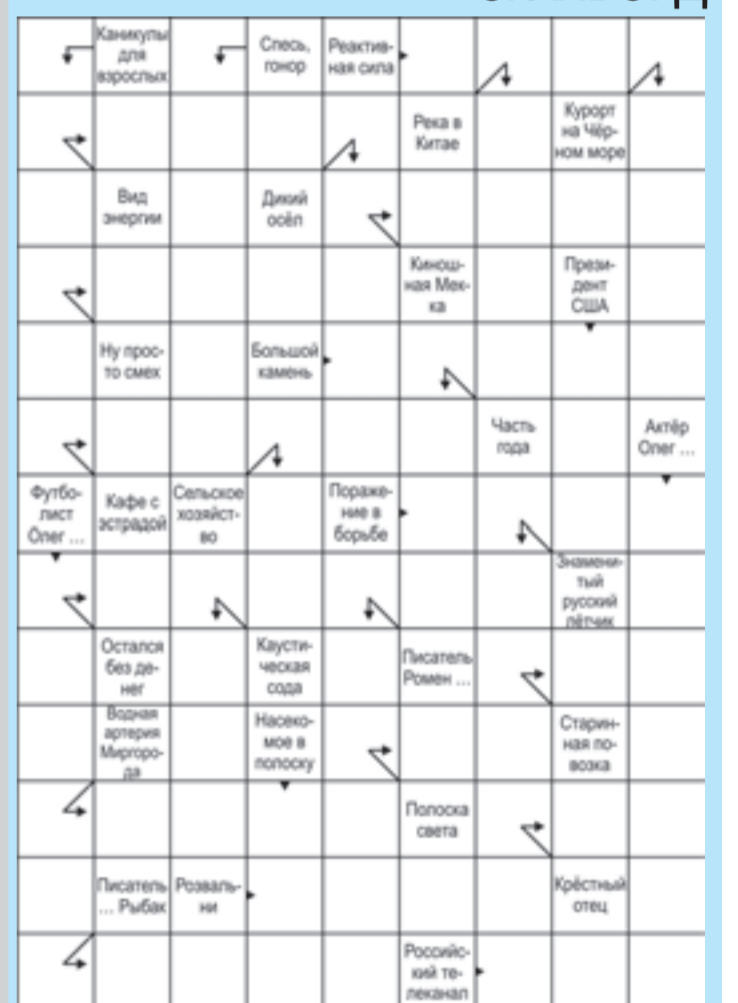 Каникулы
для
взрослых
Спесь,
гонор
Реактив-
ная сила
Река в
Китае
Курорт
на Чёр-
ном море
Вид
энергии
Дикий
осёл
Кинош-
ная Мек-
ка
Прези-
дент
США
Ну прос-
то смех
Большой
камень
Часть
года
Актёр
Олег ...
Футбо-
лист
Олег ...
Кафе с
эстрадой
Сельское
хозяйст-
во
Пораже-
ние в
борьбе
Знамени-
тый
русский
лётчик
Остался
без де-
нег
Каусти-
ческая
сода
Писатель
Ромен ...
Водная
артерия
Миргоро-
да
Насеко-
мое в
полоску
Старин-
ная по-
возка
Полоска
света
Писатель
... Рыбак
Розваль-
ни
Крёстный
отец
Российс-
кий те-
леканал